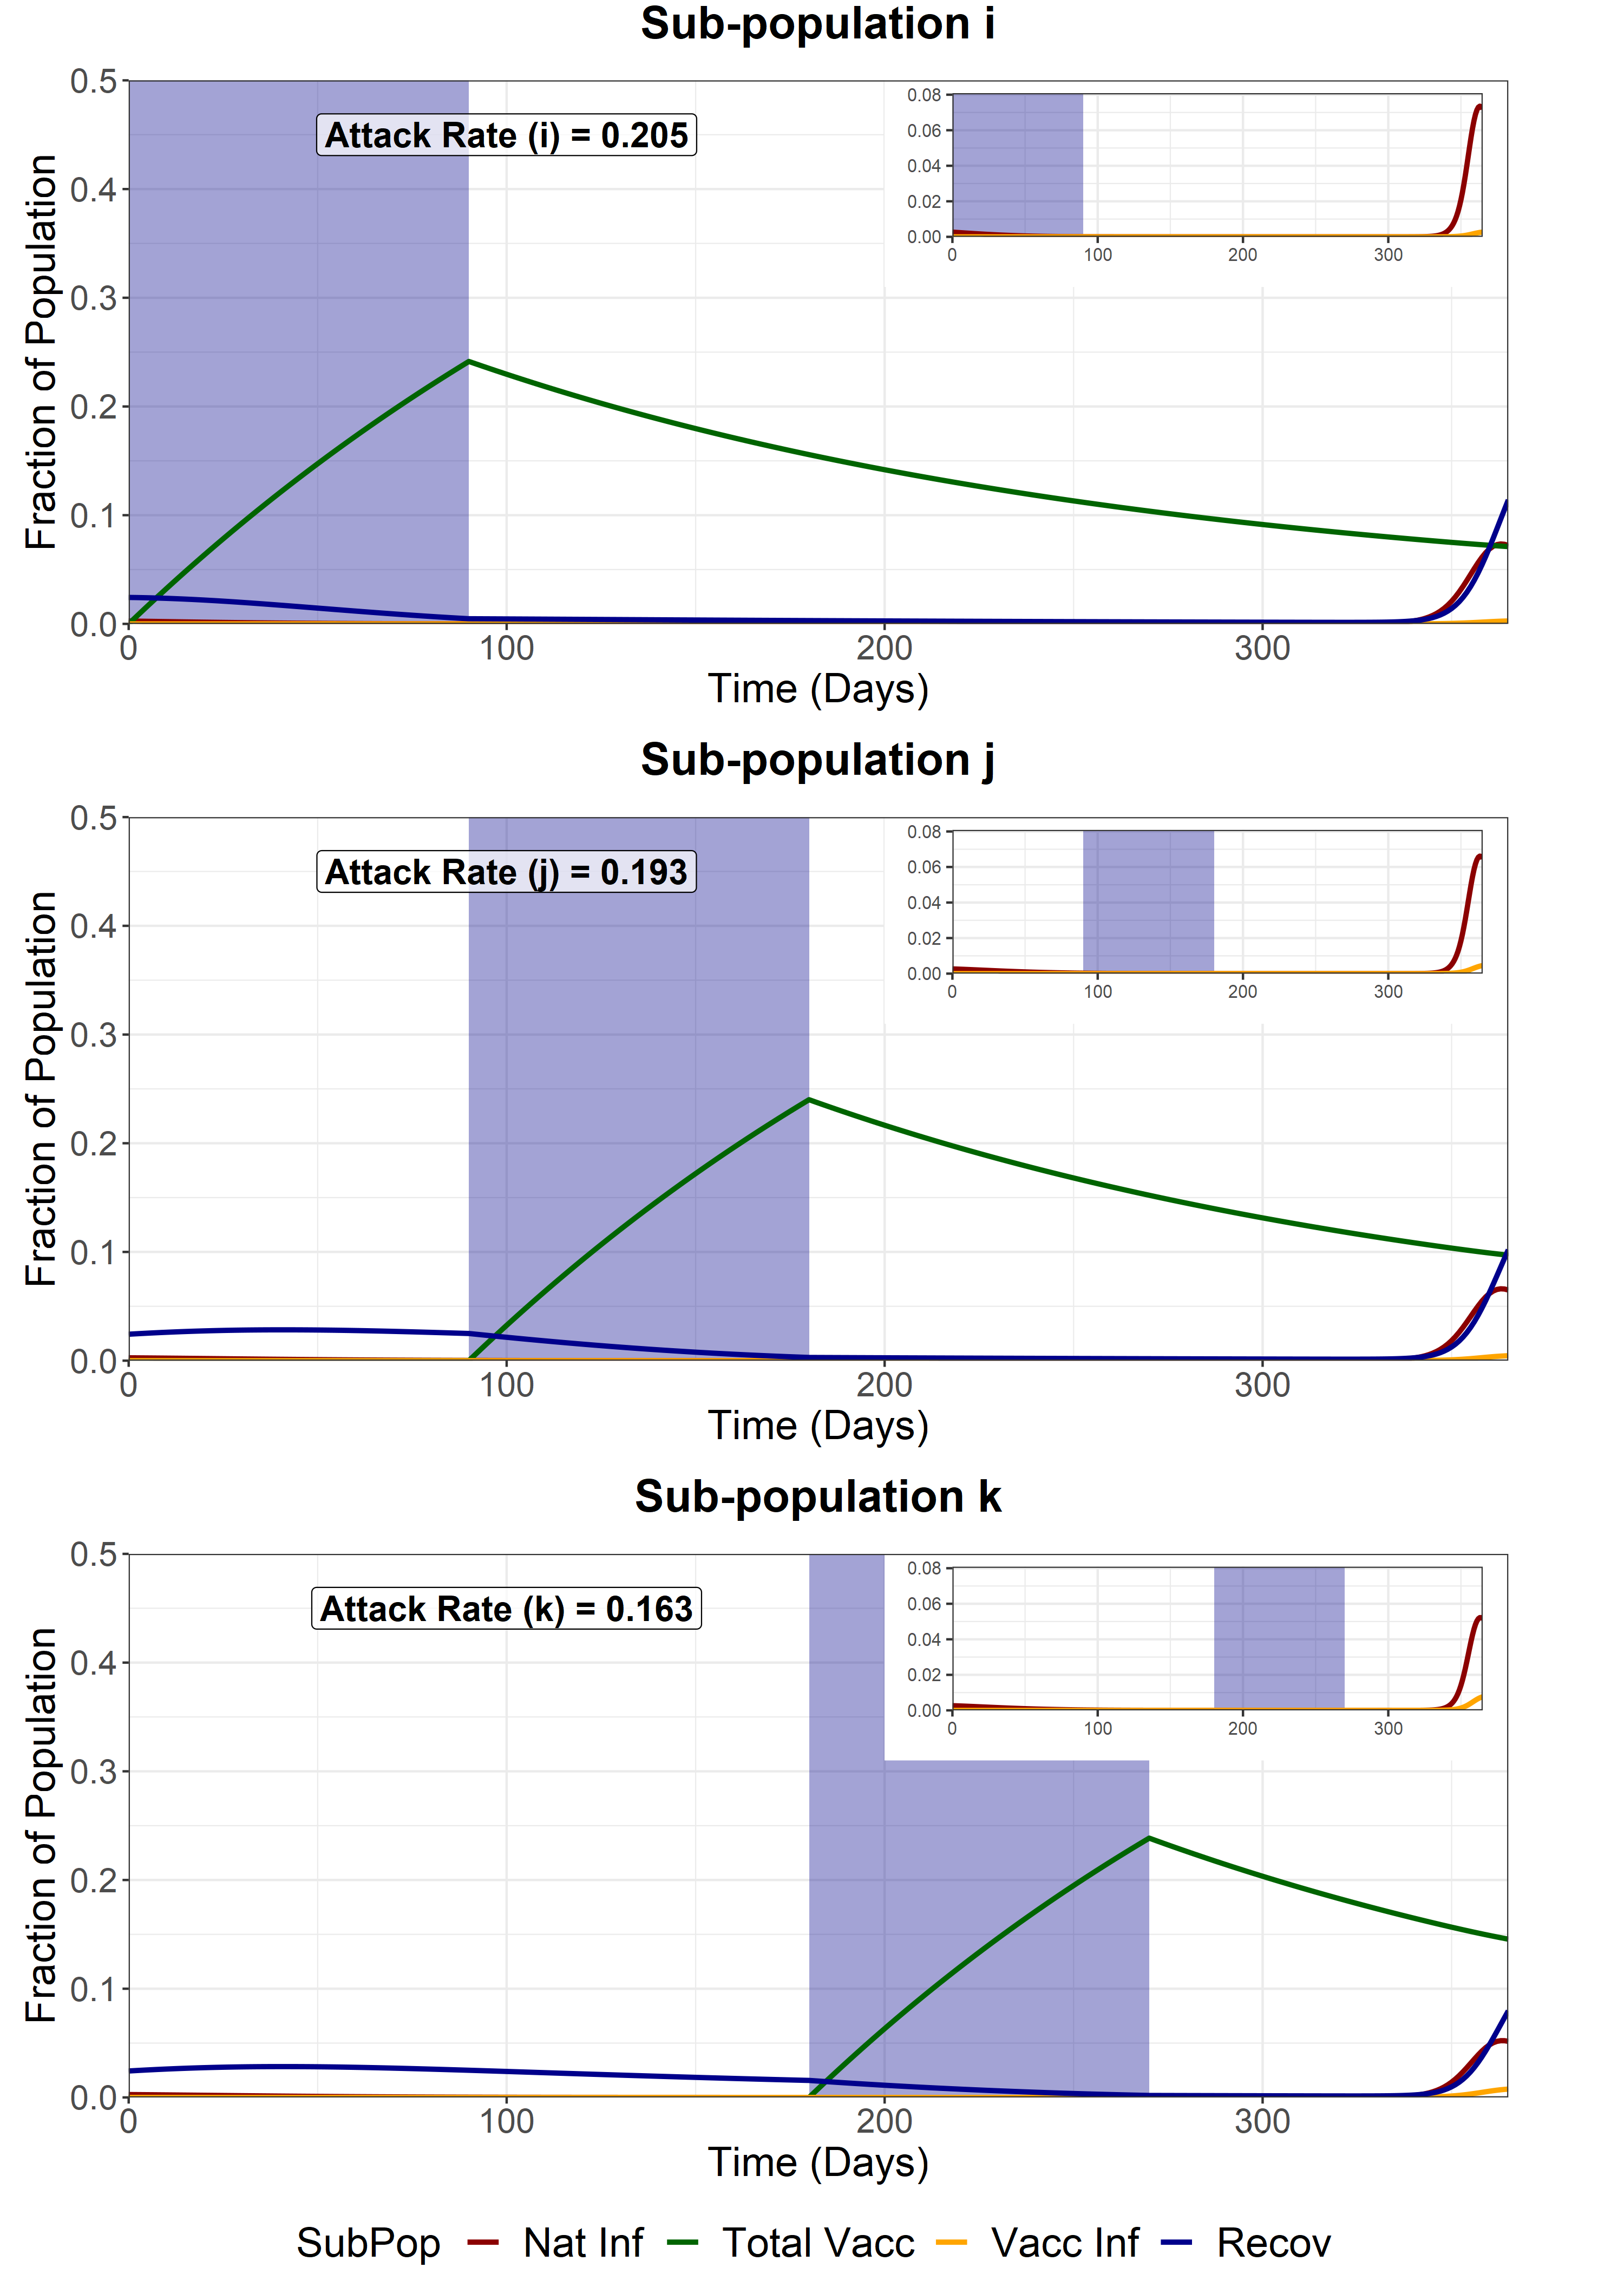 Sub-population i
Fraction of Population
0.5
0.4
0.3
0.2
0.1
0.0
Attack Rate (i) = 0.205
0.08
0.06
0.04
0.02
0.00
0 100 200 300
0 100 200 300
Time (Days)
Sub-population j
Fraction of Population
0.5
0.4
0.3
0.2
0.1
0.0
Attack Rate (j) = 0.193
0.08
0.06
0.04
0.02
0.00
0 100 200 300
0 100 200 300
Time (Days)
Sub-population k
Fraction of Population
0.5
0.4
0.3
0.2
0.1
0.0
Attack Rate (k) = 0.163
0.08
0.06
0.04
0.02
0.00
0 100 200 300
0 100 200 300
Time (Days)
SubPop Nat Inf Total Vacc Vacc Inf Recov